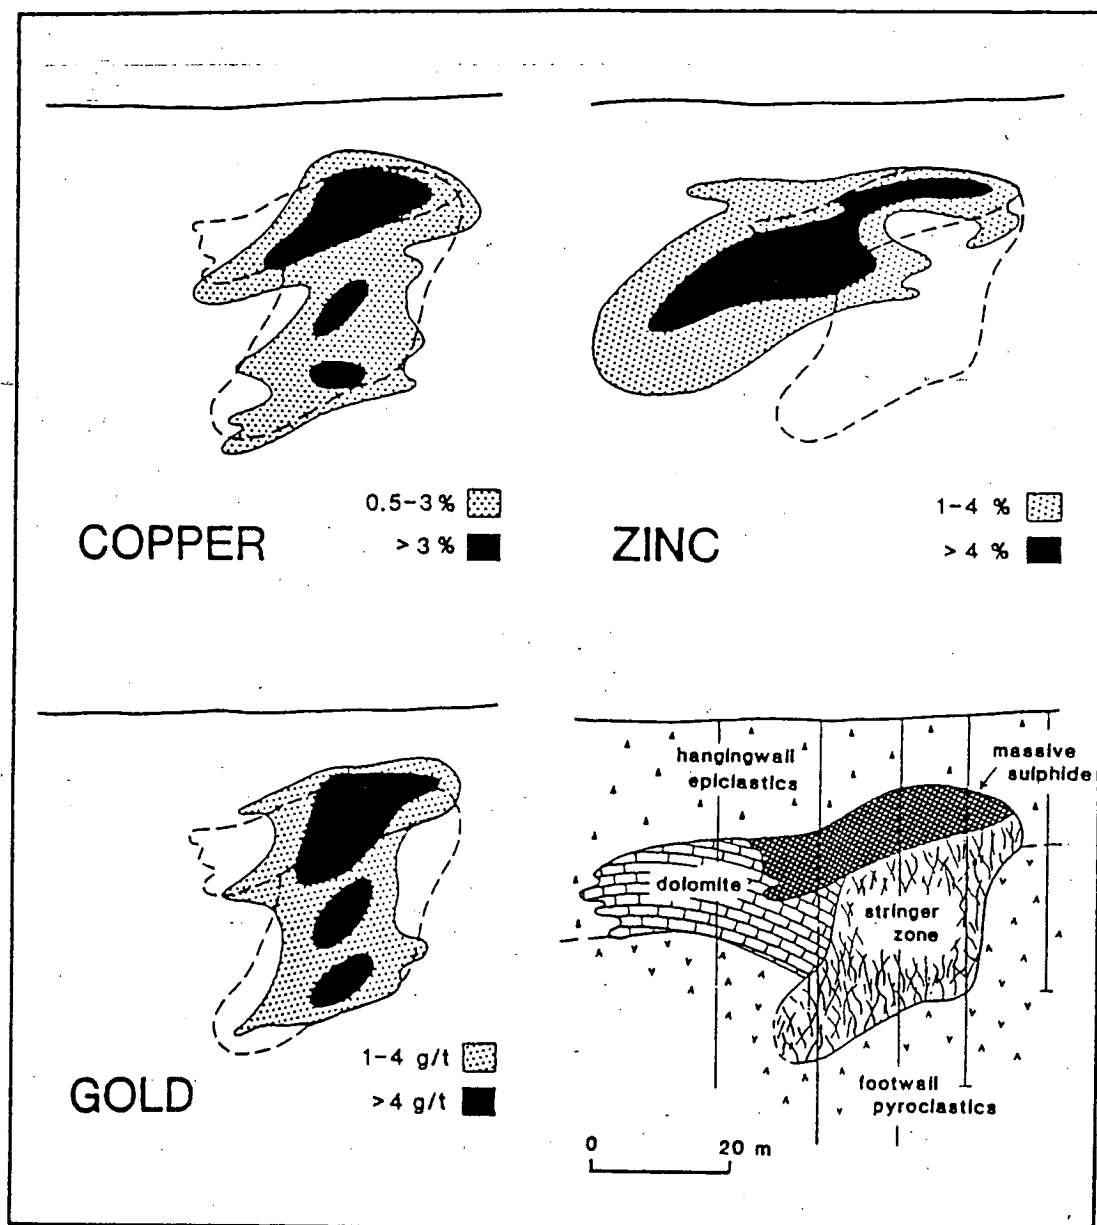 0.5-3 %
COPPER
> 3 %
1-4 %
ZINC
> 4 %
1-4 g/t
GOLD
>4 g/t
hangingwall
epiclastics
massive
sulphide
dolomite
stringer
zone
footwall
pyroclastics
0 20 m